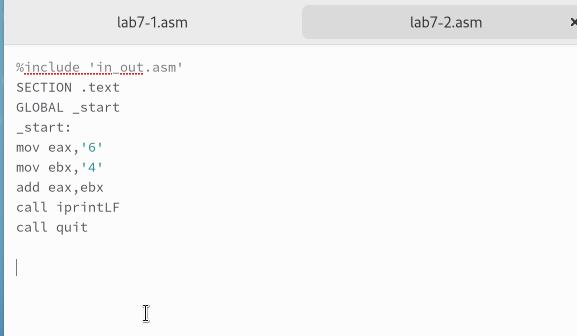 lab7-1.asm
lab7-2.asm
%include 'in_out.asm'
SECTION .text
GLOBAL _start
_start:
mov eax,'6'
mov ebx,'4'
add eax,ebx
call iprintLF
call quit